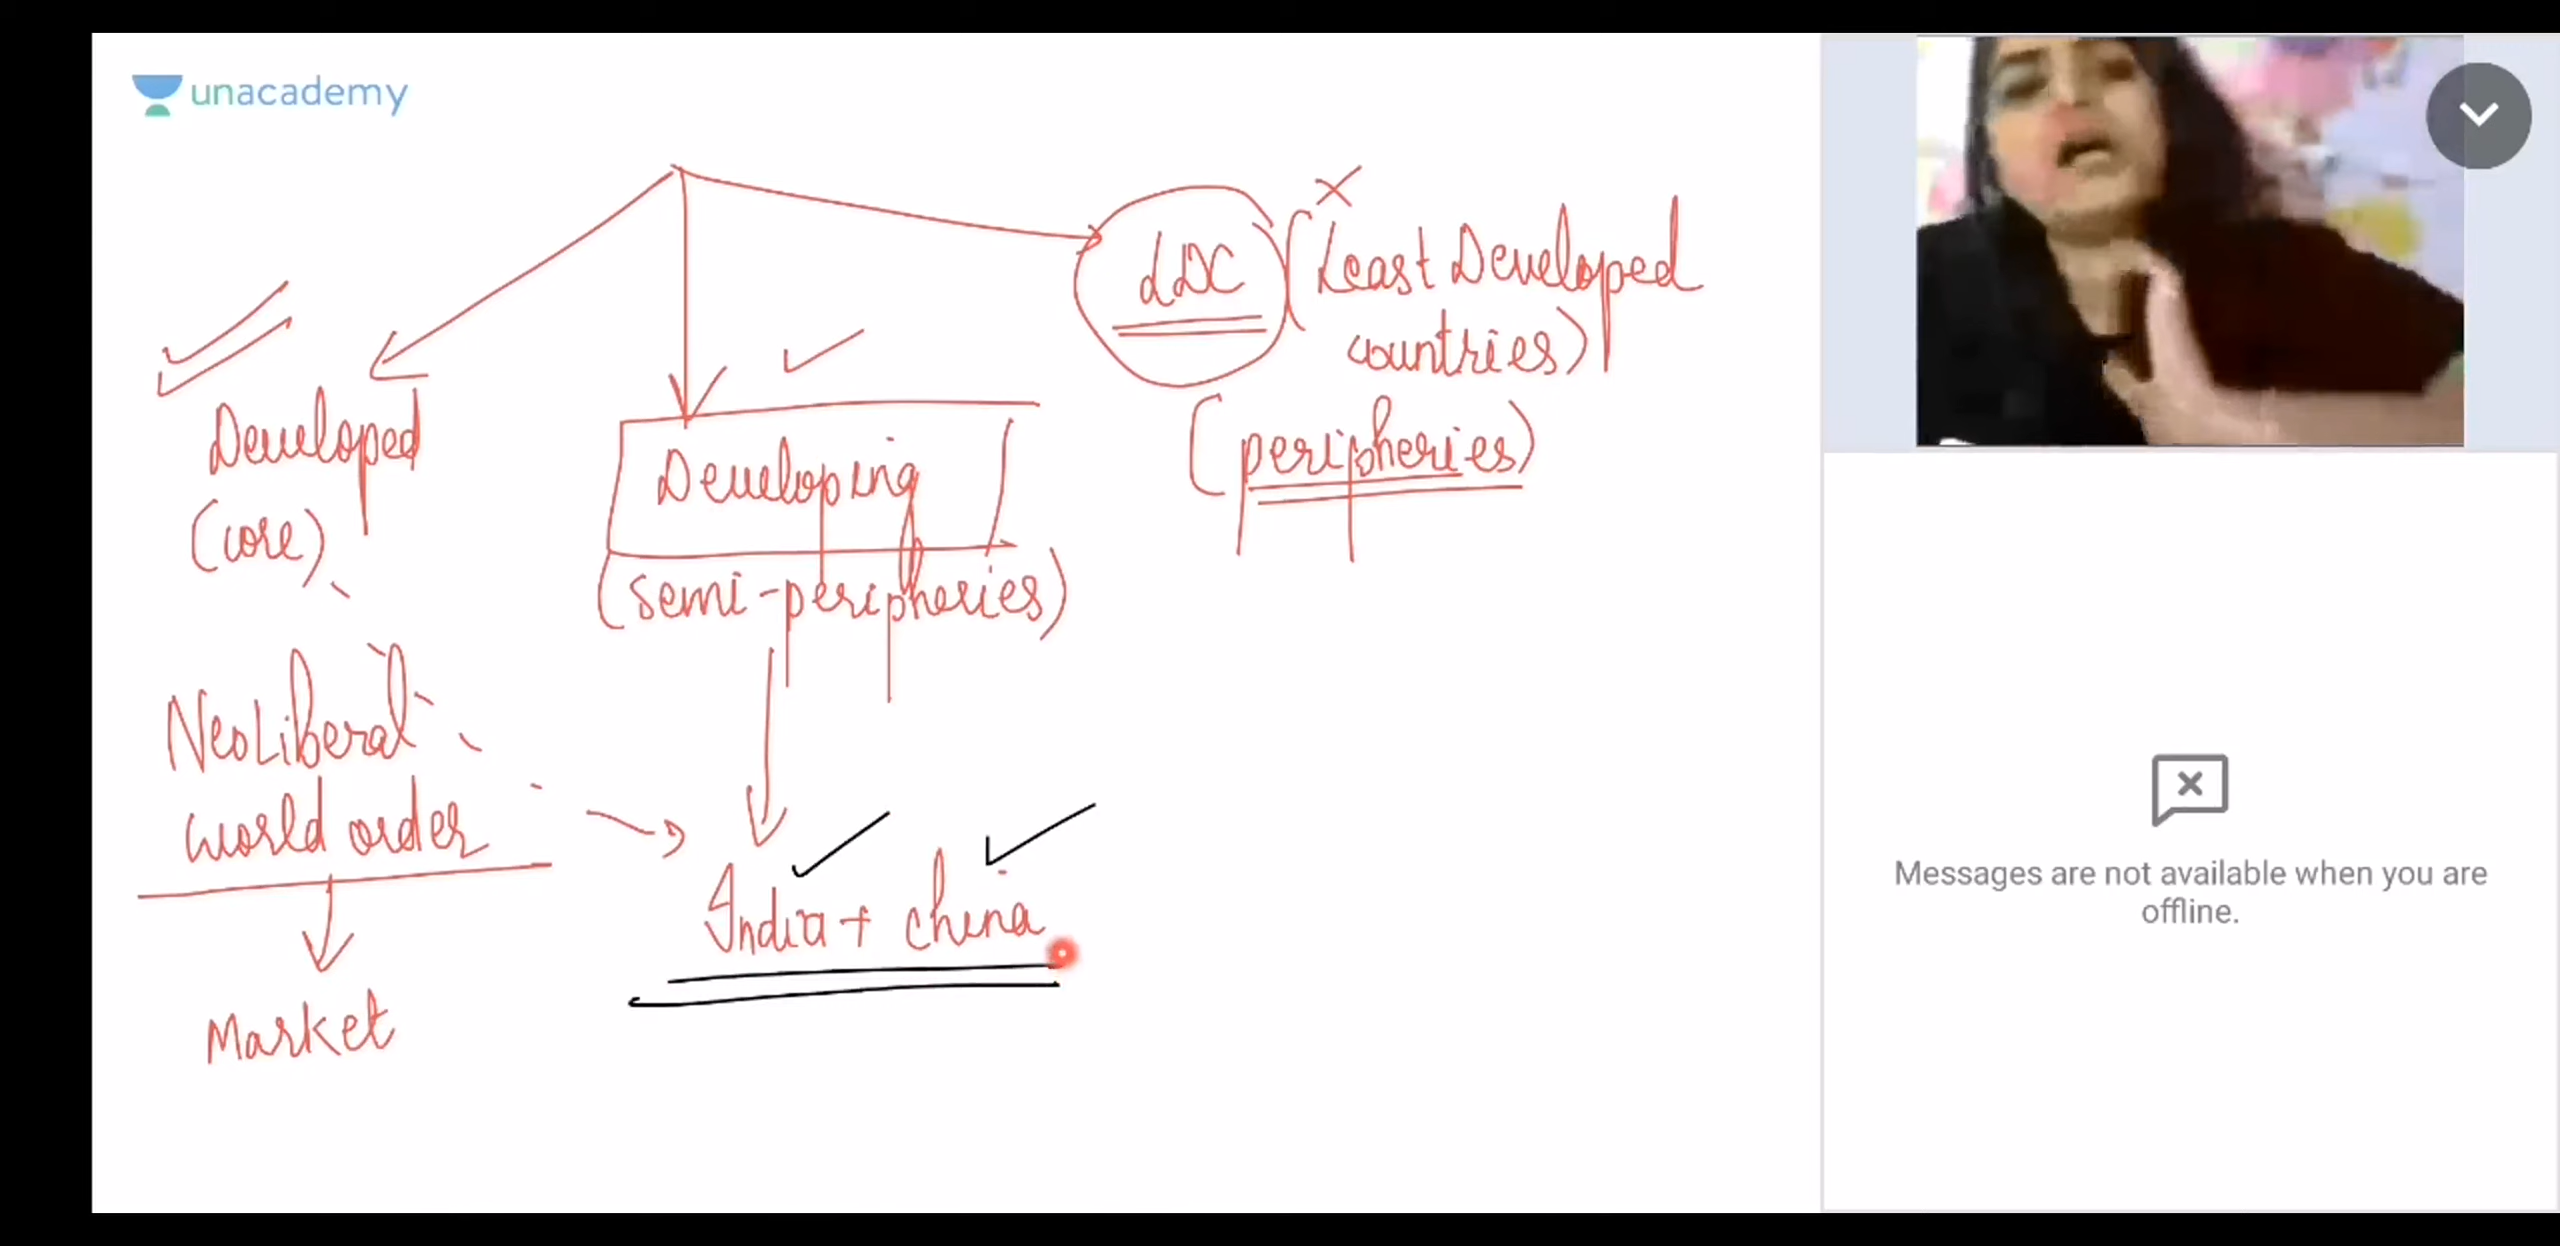 unacademy
LDC (Least Developed
countries)
(peripheries)
Developed
(core)
Developing
(semi-peripheries)
NeoLiberal
world order
Market
India + china
Messages are not available when you are
offline.